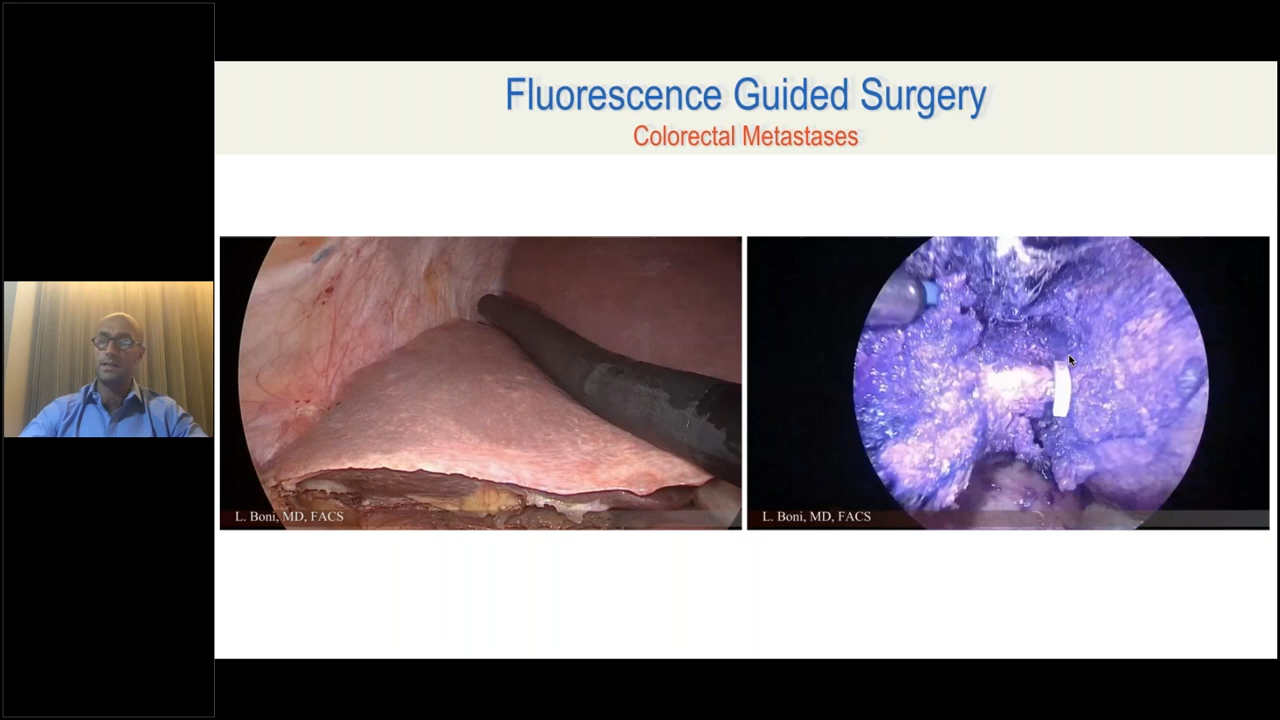 Fluorescence Guided Surgery
Colorectal Metastases
L. Boni, MD, FACS
L. Boni, MD, FACS